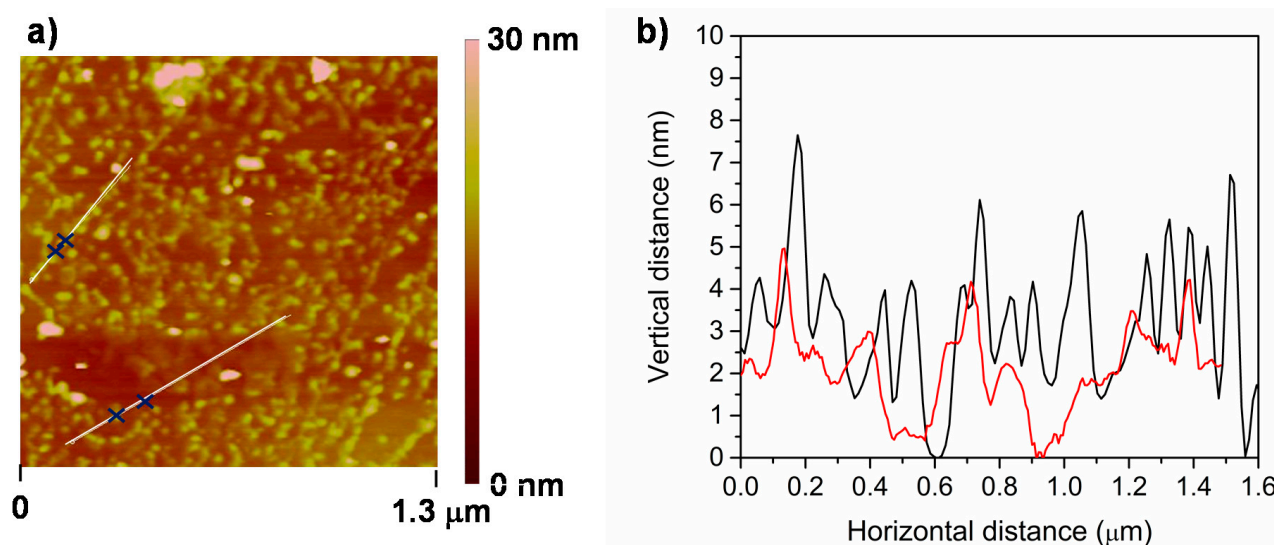 a)
30 nm
0 nm
0
1.3 μm
b)
Vertical distance (nm)
10
9
8
7
6
5
4
3
2
1
0
0.0 0.2 0.4 0.6 0.8 1.0 1.2 1.4 1.6
Horizontal distance (μm)